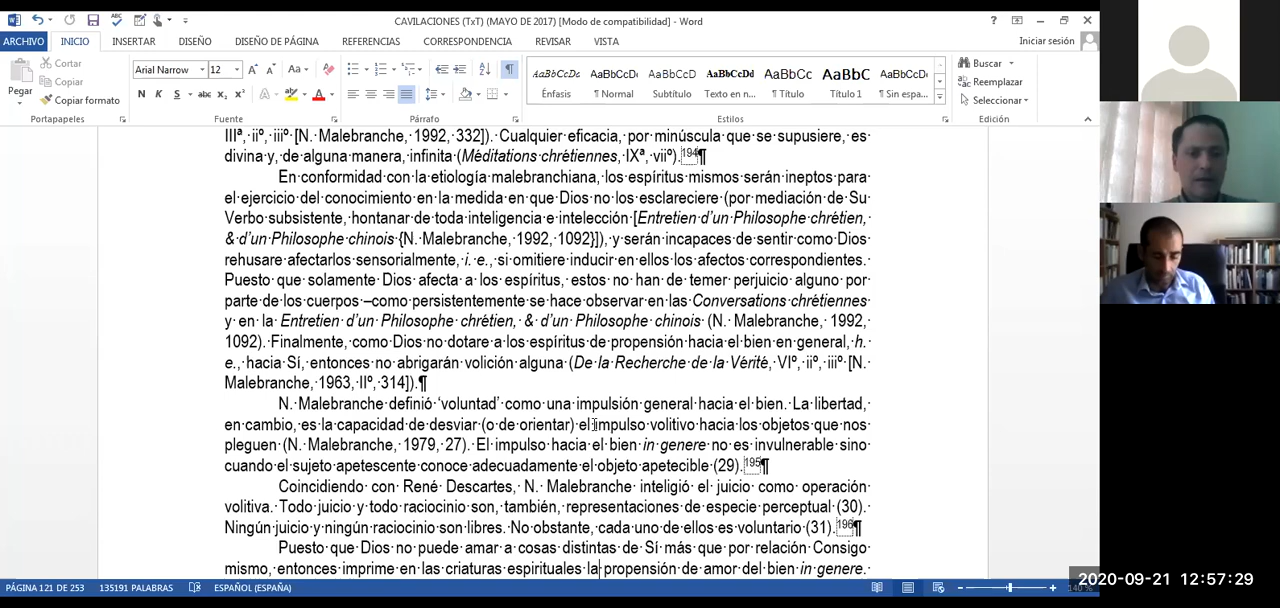 CAVILACIONES (TxT) (MAYO DE 2017) [Modo de compatibilidad] - Word
ARCHIVO INICIO INSERTAR DISEÑO DISEÑO DE PÁGINA REFERENCIAS CORRESPONDENCIA REVISAR VISTA Iniciar sesión
Pegar
Cortar
Copiar
Copiar formato
Portapapeles
Arial Narrow 12
N K S abc x₂ x²
Fuente
Párrafo
AaBbCcDc AaBbCcDc AaBbCcD AaBbCcDd AaBbCc AaBbC AaBbCcDc
Énfasis ¶ Normal Subtítulo Texto en n... ¶ Título Título 1 ¶ Sin espa...
Estilos
Buscar
Reemplazar
Seleccionar
Edición
IIIª, iiº, iiiº [N. Malebranche, 1992, 332]). Cualquier eficacia, por minúscula que se supusiere, es
divina y, de alguna manera, infinita (Méditations chrétiennes, IXª, viiº).194¶
En conformidad con la etiología malebranchiana, los espíritus mismos serán ineptos para
el ejercicio del conocimiento en la medida en que Dios no los esclareciere (por mediación de Su
Verbo subsistente, hontanar de toda inteligencia e intelección [Entretien d'un Philosophe chrétien,
& d'un Philosophe chinois {N. Malebranche, 1992, 1092}]), y serán incapaces de sentir como Dios
rehusare afectarlos sensorialmente, i. e., si omitiere inducir en ellos los afectos correspondientes.
Puesto que solamente Dios afecta a los espíritus, estos no han de temer perjuicio alguno por
parte de los cuerpos –como persistentemente se hace observar en las Conversations chrétiennes
y en la Entretien d'un Philosophe chrétien, & d'un Philosophe chinois (N. Malebranche, 1992,
1092). Finalmente, como Dios no dotare a los espíritus de propensión hacia el bien en general, h.
e., hacia Sí, entonces no abrigarán volición alguna (De la Recherche de la Vérité, VIº, iiº, iiiº [N.
Malebranche, 1963, IIº, 314]).¶
N. Malebranche definió ‘voluntad’ como una impulsión general hacia el bien. La libertad,
en cambio, es la capacidad de desviar (o de orientar) el impulso volitivo hacia los objetos que nos
pleguen (N. Malebranche, 1979, 27). El impulso hacia el bien in genere no es invulnerable sino
cuando el sujeto apetescente conoce adecuadamente el objeto apetecible (29).195¶
Coincidiendo con René Descartes, N. Malebranche inteligió el juicio como operación
volitiva. Todo juicio y todo raciocinio son, también, representaciones de especie perceptual (30).
Ningún juicio y ningún raciocinio son libres. No obstante, cada uno de ellos es voluntario (31).196¶
Puesto que Dios no puede amar a cosas distintas de Sí más que por relación Consigo
mismo, entonces imprime en las criaturas espirituales la propensión de amor del bien in genere.
PÁGINA 121 DE 253 135191 PALABRAS ESPAÑOL (ESPAÑA) 140 %
2020-09-21 12:57:29